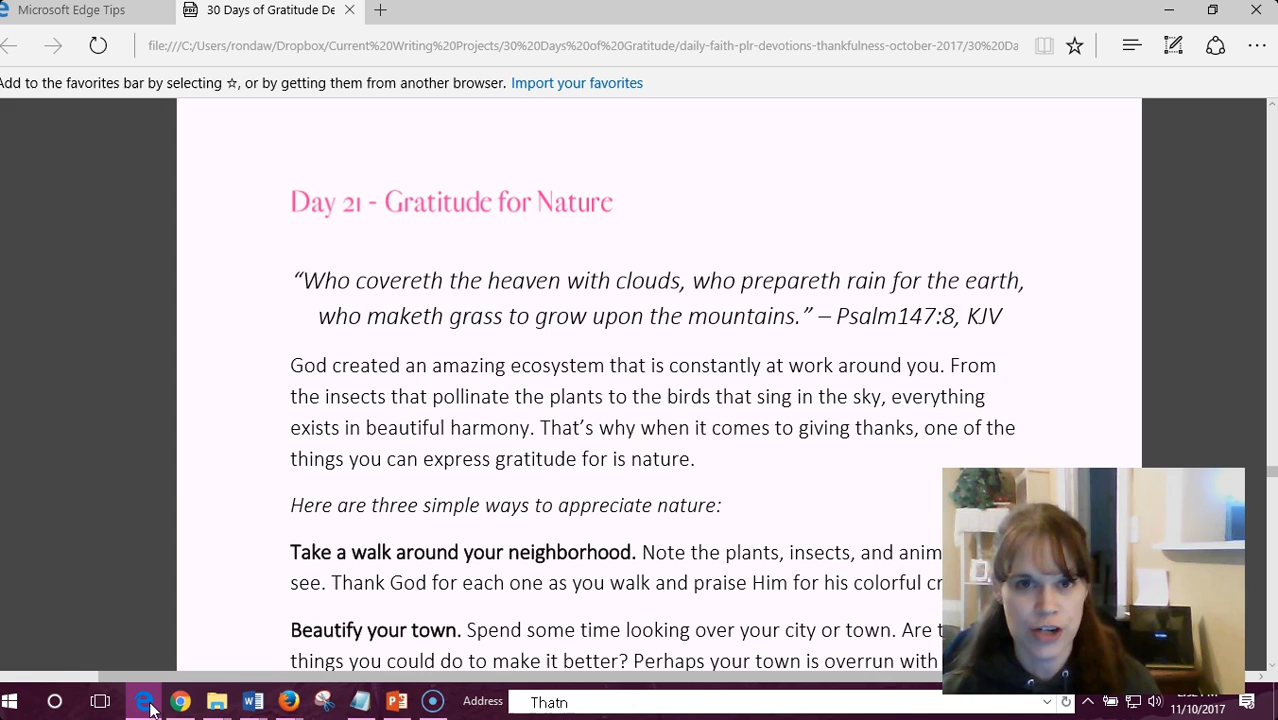 Microsoft Edge Tips
30 Days of Gratitude De
file:///C:/Users/rondaw/Dropbox/Current%20Writing%20Projects/30%20Days%20of%20Gratitude/daily-faith-plr-devotions-thankfulness-october-2017/30%20Da
Add to the favorites bar by selecting ☆, or by getting them from another browser. Import your favorites
Day 21 - Gratitude for Nature
“Who covereth the heaven with clouds, who prepareth rain for the earth,
who maketh grass to grow upon the mountains.” – Psalm147:8, KJV
God created an amazing ecosystem that is constantly at work around you. From
the insects that pollinate the plants to the birds that sing in the sky, everything
exists in beautiful harmony. That’s why when it comes to giving thanks, one of the
things you can express gratitude for is nature.
Here are three simple ways to appreciate nature:
Take a walk around your neighborhood. Note the plants, insects, and anim
see. Thank God for each one as you walk and praise Him for his colorful cr
Beautify your town. Spend some time looking over your city or town. Are t
things you could do to make it better? Perhaps your town is overrun with
Address Thatn
11/10/2017